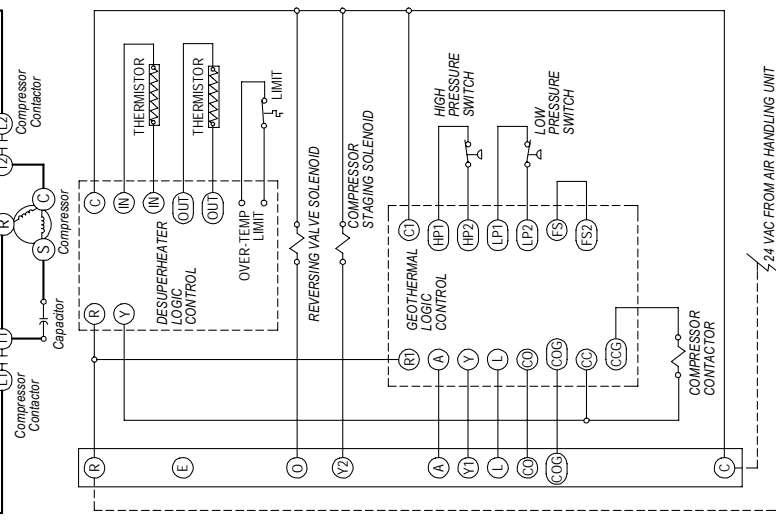 L1
T1
R
T2
L2
Compressor
Contactor
Capacitor
S
C
Compressor
Compressor
Contactor
R
Y
DESUPERHEATER
LOGIC
CONTROL
C
IN
IN
OUT
OUT
OVER-TEMP
LIMIT
THERMISTOR
THERMISTOR
LIMIT
REVERSING VALVE SOLENOID
COMPRESSOR
STAGING SOLENOID
R1
A
Y
L
CO
COG
CC
CCG
GEOTHERMAL
LOGIC
CONTROL
C1
HP1
HP2
LP1
LP2
FS
FS2
HIGH
PRESSURE
SWITCH
LOW
PRESSURE
SWITCH
COMPRESSOR
CONTACTOR
R
E
O
Y2
A
Y1
L
CO
COG
C
24 VAC FROM AIR HANDLING UNIT